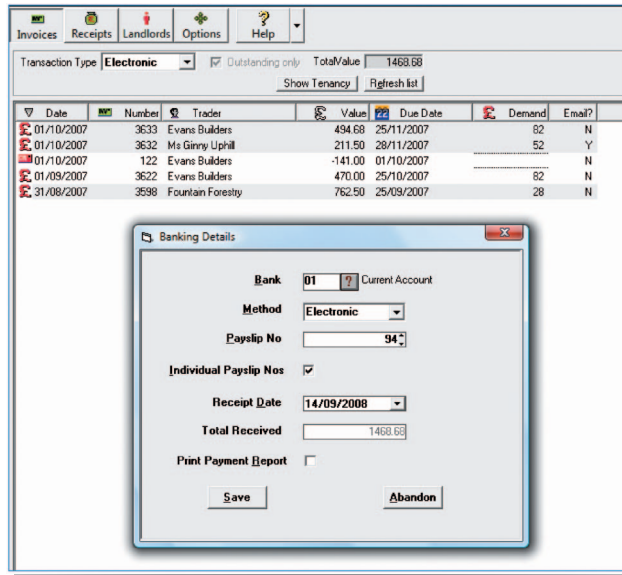 Invoices Receipts Landlords Options Help
Transaction Type Electronic Outstanding only TotalValue 1468.68
Show Tenancy Refresh list
Date Number Trader Value Due Date Demand Email?
01/10/2007 3633 Evans Builders 494.68 25/11/2007 82 N
01/10/2007 3632 Ms Ginny Uphill 211.50 28/11/2007 52 Y
01/10/2007 122 Evans Builders -141.00 01/10/2007 N
01/09/2007 3622 Evans Builders 470.00 25/10/2007 82 N
31/08/2007 3598 Fountain Forestry 762.50 25/09/2007 28 N
Banking Details
Bank 01 ? Current Account
Method Electronic
Payslip No 94
Individual Payslip Nos
Receipt Date 14/09/2008
Total Received 1468.68
Print Payment Report
Save Abandon